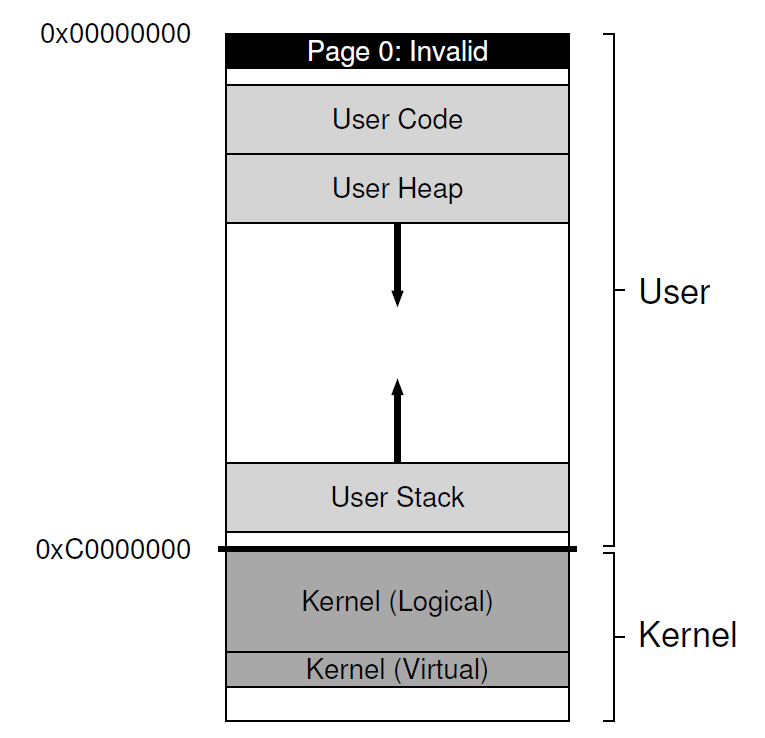 0x00000000
Page 0: Invalid
User Code
User Heap
User
User Stack
0xC0000000
Kernel (Logical)
Kernel
Kernel (Virtual)